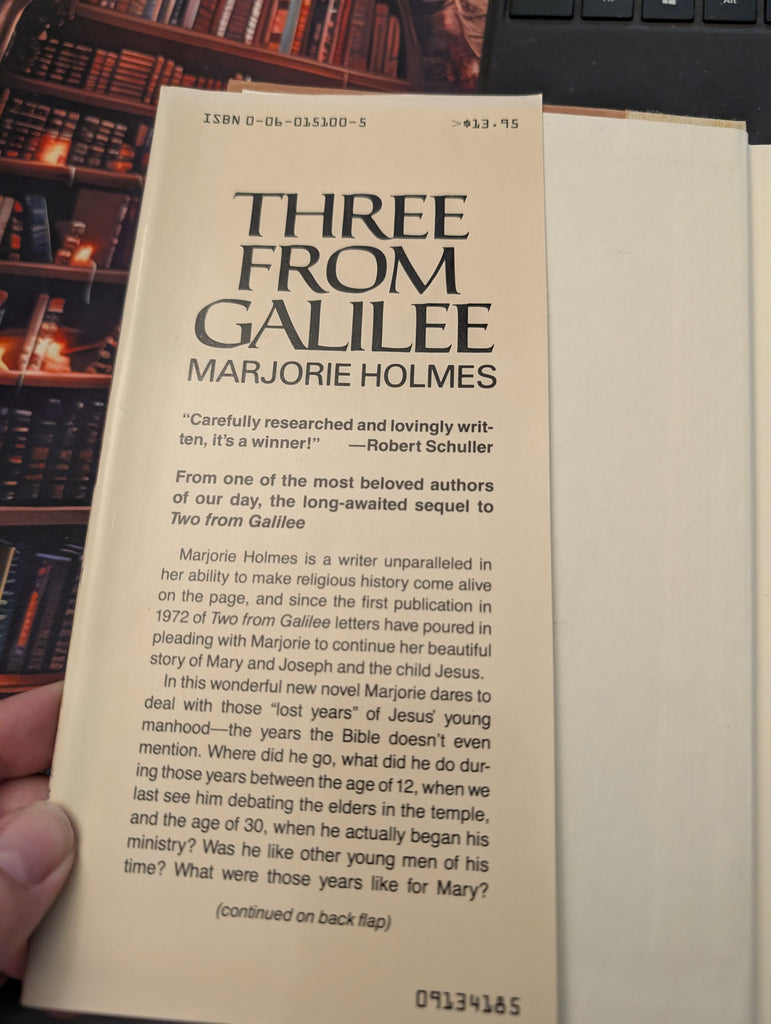 ISBN 0-06-015100-5 >$13.95
THREE
FROM
GALILEE
MARJORIE HOLMES
“Carefully researched and lovingly writ-
ten, it’s a winner!” —Robert Schuller
From one of the most beloved authors
of our day, the long-awaited sequel to
Two from Galilee
Marjorie Holmes is a writer unparalleled in
her ability to make religious history come alive
on the page, and since the first publication in
1972 of Two from Galilee letters have poured in
pleading with Marjorie to continue her beautiful
story of Mary and Joseph and the child Jesus.
In this wonderful new novel Marjorie dares to
deal with those “lost years” of Jesus’ young
manhood—the years the Bible doesn’t even
mention. Where did he go, what did he do dur-
ing those years between the age of 12, when we
last see him debating the elders in the temple,
and the age of 30, when he actually began his
ministry? Was he like other young men of his
time? What were those years like for Mary?
(continued on back flap)
09134185